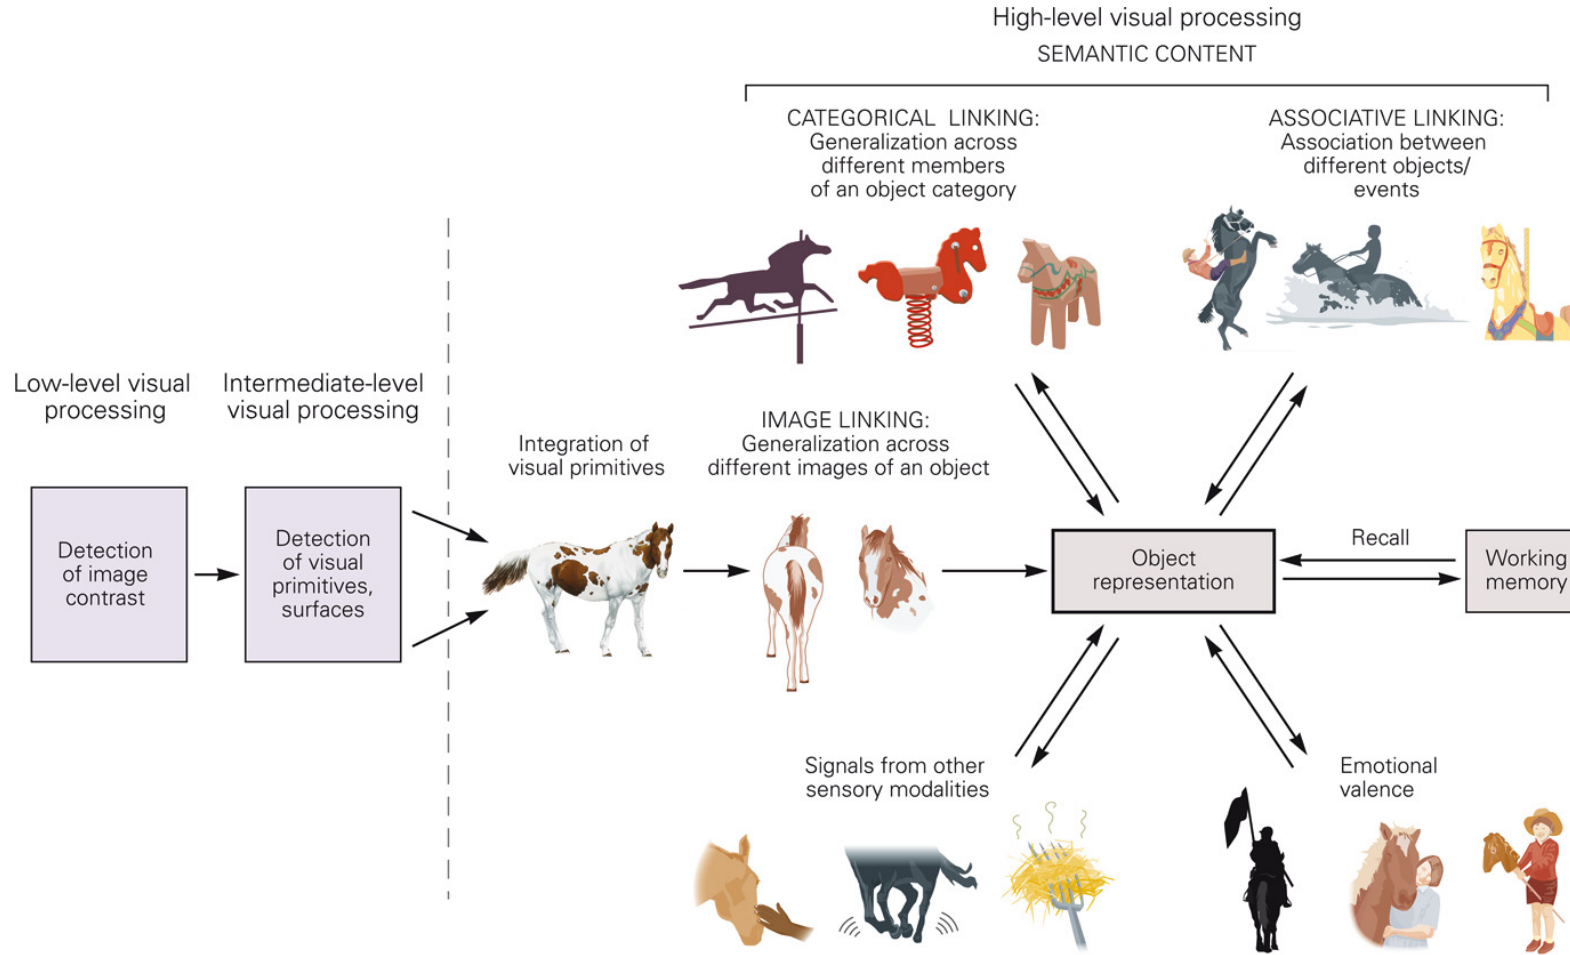 High-level visual processing
SEMANTIC CONTENT
CATEGORICAL LINKING:
Generalization across
different members
of an object category
ASSOCIATIVE LINKING:
Association between
different objects/
events
Low-level visual
processing
Intermediate-level
visual processing
Integration of
visual primitives
IMAGE LINKING:
Generalization across
different images of an object
Detection
of image
contrast
Detection
of visual
primitives,
surfaces
Object
representation
Recall
Working
memory
Signals from other
sensory modalities
Emotional
valence